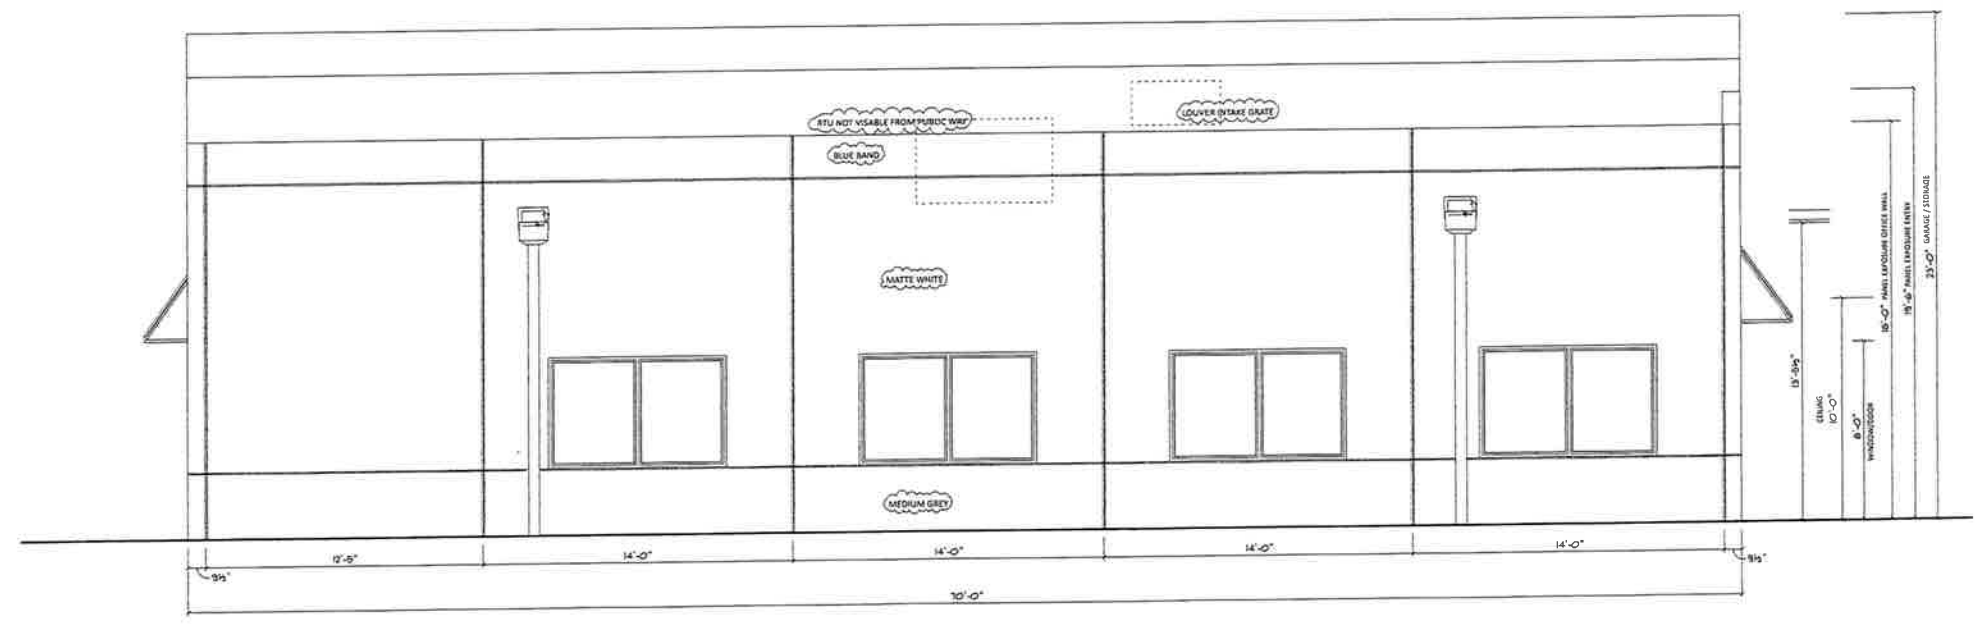 LOUVER INTAKE GRATE
RTU NOT VISABLE FROM PUBLIC WAY
BLUE BAND
MATTE WHITE
MEDIUM GREY
13'-5½"
CEILING
10'-0"
8'-0"
WINDOW/DOOR
16'-0" PANEL EXPOSURE OFFICE WALL
19'-6" PANEL EXPOSURE ENTRY
23'-0" GARAGE / STORAGE
9½"
12'-5"
14'-0"
14'-0"
14'-0"
14'-0"
9½"
70'-0"